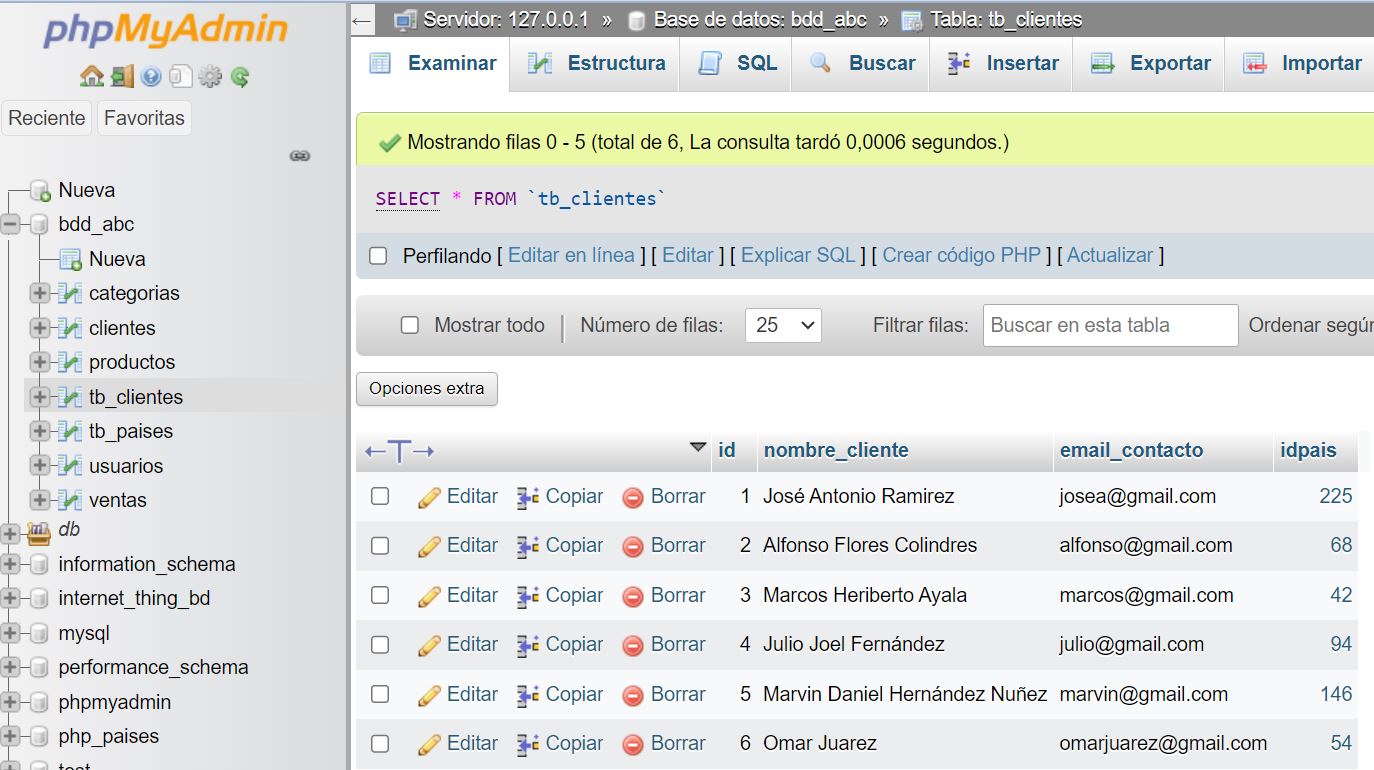 phpMyAdmin
Reciente Favoritas
Nueva
bdd_abc
Nueva
categorias
clientes
productos
tb_clientes
tb_paises
usuarios
ventas
db
information_schema
internet_thing_bd
mysql
performance_schema
phpmyadmin
php_paises
test
← Servidor: 127.0.0.1 » Base de datos: bdd_abc » Tabla: tb_clientes
Examinar Estructura SQL Buscar Insertar Exportar Importar
Mostrando filas 0 - 5 (total de 6, La consulta tardó 0,0006 segundos.)
SELECT * FROM `tb_clientes`
Perfilando [ Editar en línea ] [ Editar ] [ Explicar SQL ] [ Crear código PHP ] [ Actualizar ]
Mostrar todo | Número de filas: 25 Filtrar filas: Buscar en esta tabla Ordenar según
Opciones extra
←T→ id nombre_cliente email_contacto idpais
Editar Copiar Borrar 1 José Antonio Ramirez josea@gmail.com 225
Editar Copiar Borrar 2 Alfonso Flores Colindres alfonso@gmail.com 68
Editar Copiar Borrar 3 Marcos Heriberto Ayala marcos@gmail.com 42
Editar Copiar Borrar 4 Julio Joel Fernández julio@gmail.com 94
Editar Copiar Borrar 5 Marvin Daniel Hernández Nuñez marvin@gmail.com 146
Editar Copiar Borrar 6 Omar Juarez omarjuarez@gmail.com 54